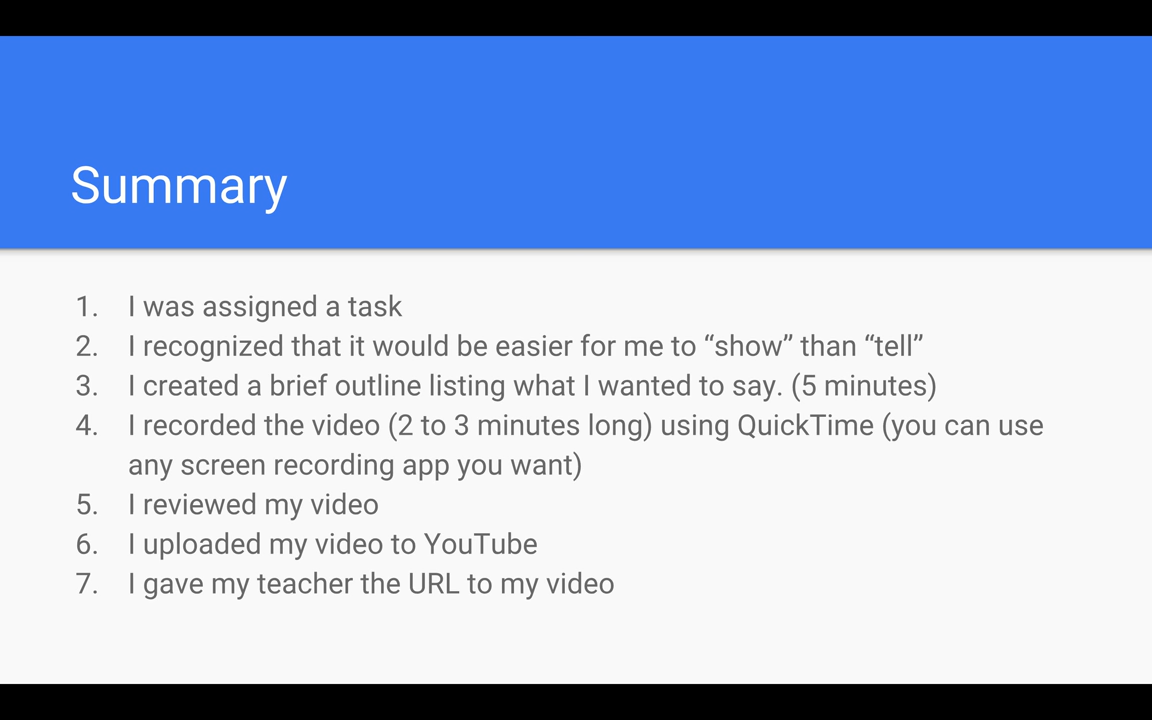 Summary
1. I was assigned a task
2. I recognized that it would be easier for me to “show” than “tell”
3. I created a brief outline listing what I wanted to say. (5 minutes)
4. I recorded the video (2 to 3 minutes long) using QuickTime (you can use
any screen recording app you want)
5. I reviewed my video
6. I uploaded my video to YouTube
7. I gave my teacher the URL to my video